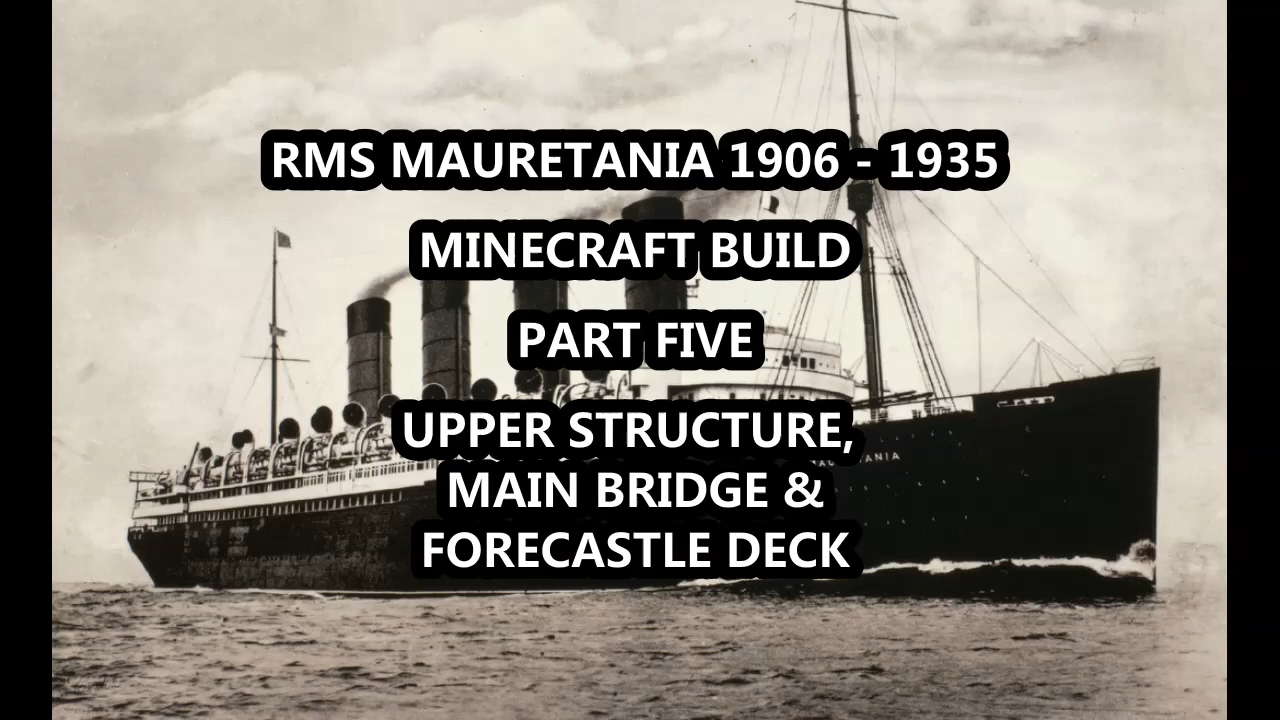 RMS MAURETANIA 1906 - 1935
MINECRAFT BUILD
PART FIVE
UPPER STRUCTURE,
MAIN BRIDGE &
FORECASTLE DECK